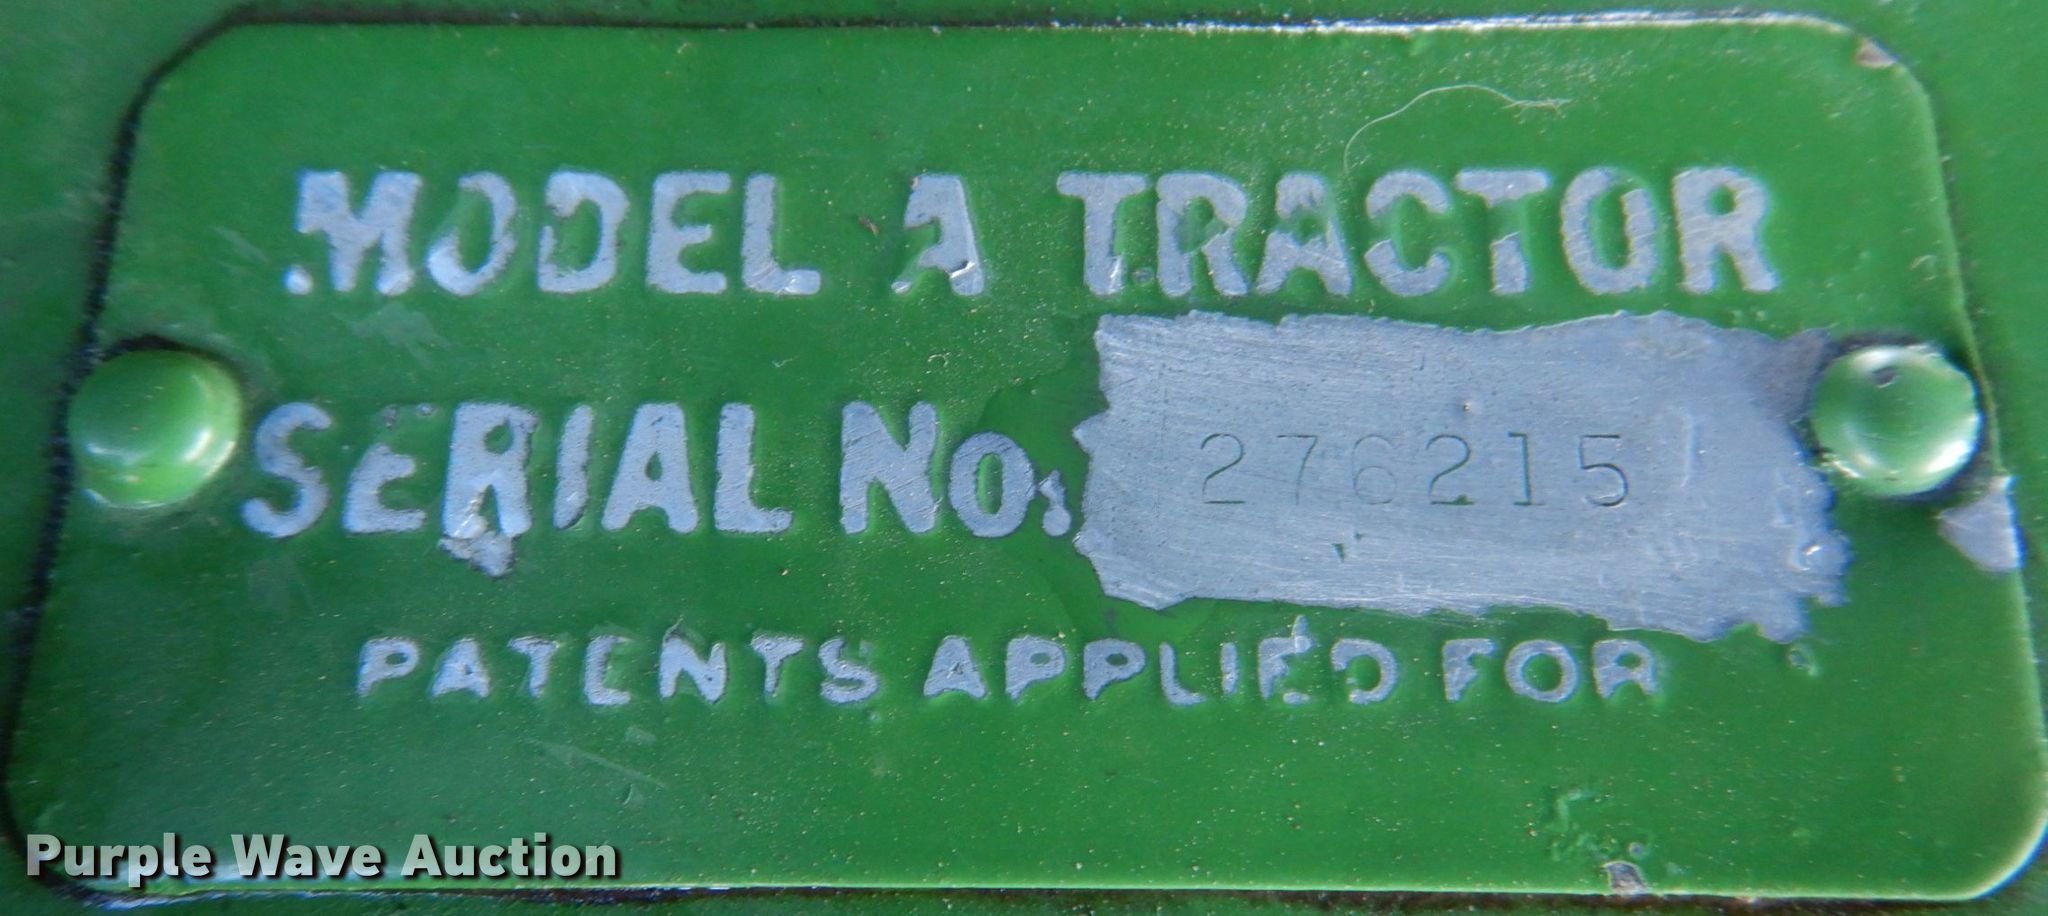 MODEL A TRACTOR
SERIAL No: 276215
PATENTS APPLIED FOR
Purple Wave Auction